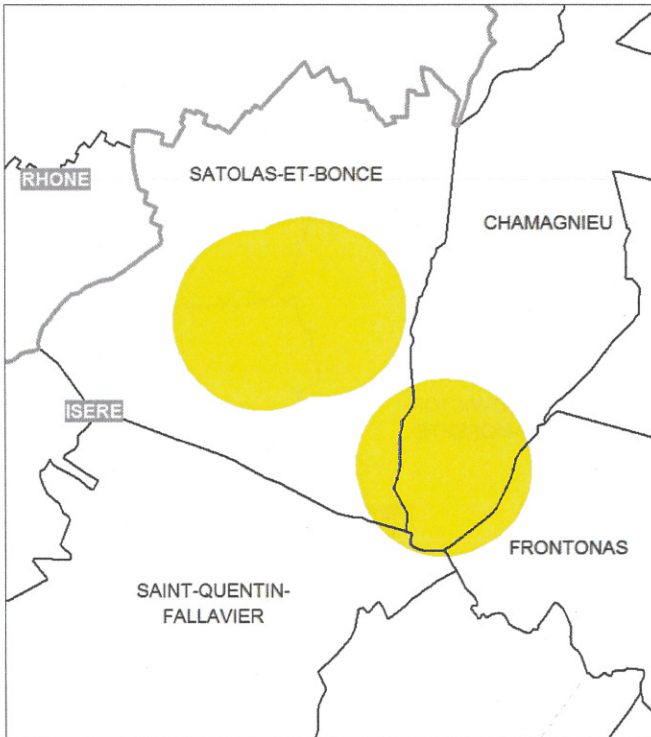 SATOLAS-ET-BONCE
RHONE
CHAMAGNIEU
ISERE
FRONTONAS
SAINT-QUENTIN-
FALLAVIER